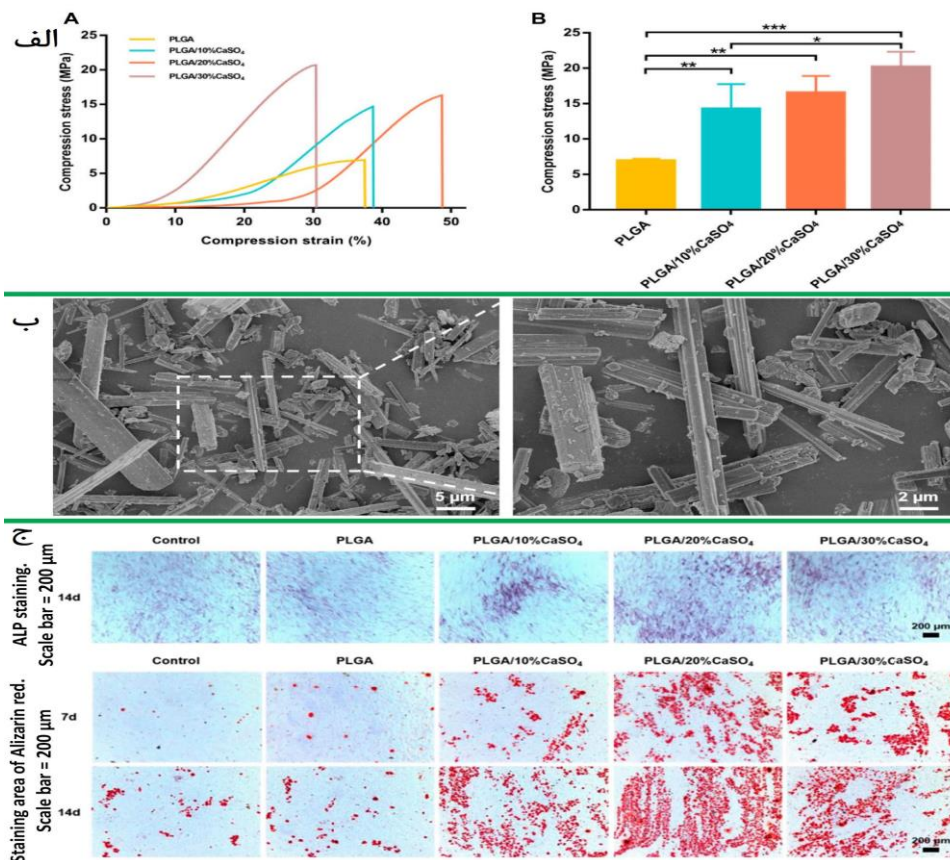 الف
A
Compression stress (MPa)
25
20
15
10
5
0
PLGA
PLGA/10%CaSO₄
PLGA/20%CaSO₄
PLGA/30%CaSO₄
0 10 20 30 40 50
Compression strain (%)
B
Compression stress (MPa)
25
20
15
10
5
0
***
*
**
**
PLGA
PLGA/10%CaSO₄
PLGA/20%CaSO₄
PLGA/30%CaSO₄
ب
5 µm
2 µm
ج
ALP staining.
Scale bar = 200 µm
Control PLGA PLGA/10%CaSO₄ PLGA/20%CaSO₄ PLGA/30%CaSO₄
14d
200 µm
Staining area of Alizarin red.
Scale bar = 200 µm
Control PLGA PLGA/10%CaSO₄ PLGA/20%CaSO₄ PLGA/30%CaSO₄
7d
14d
200 µm